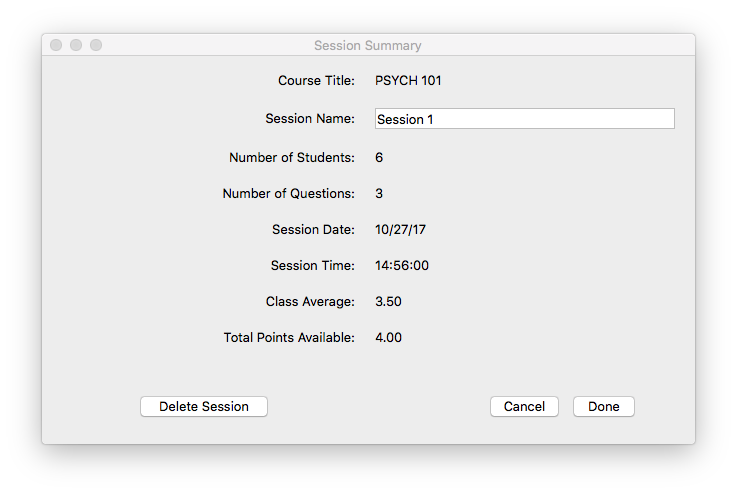 Session Summary
Course Title: PSYCH 101
Session Name: Session 1
Number of Students: 6
Number of Questions: 3
Session Date: 10/27/17
Session Time: 14:56:00
Class Average: 3.50
Total Points Available: 4.00
Delete Session Cancel Done